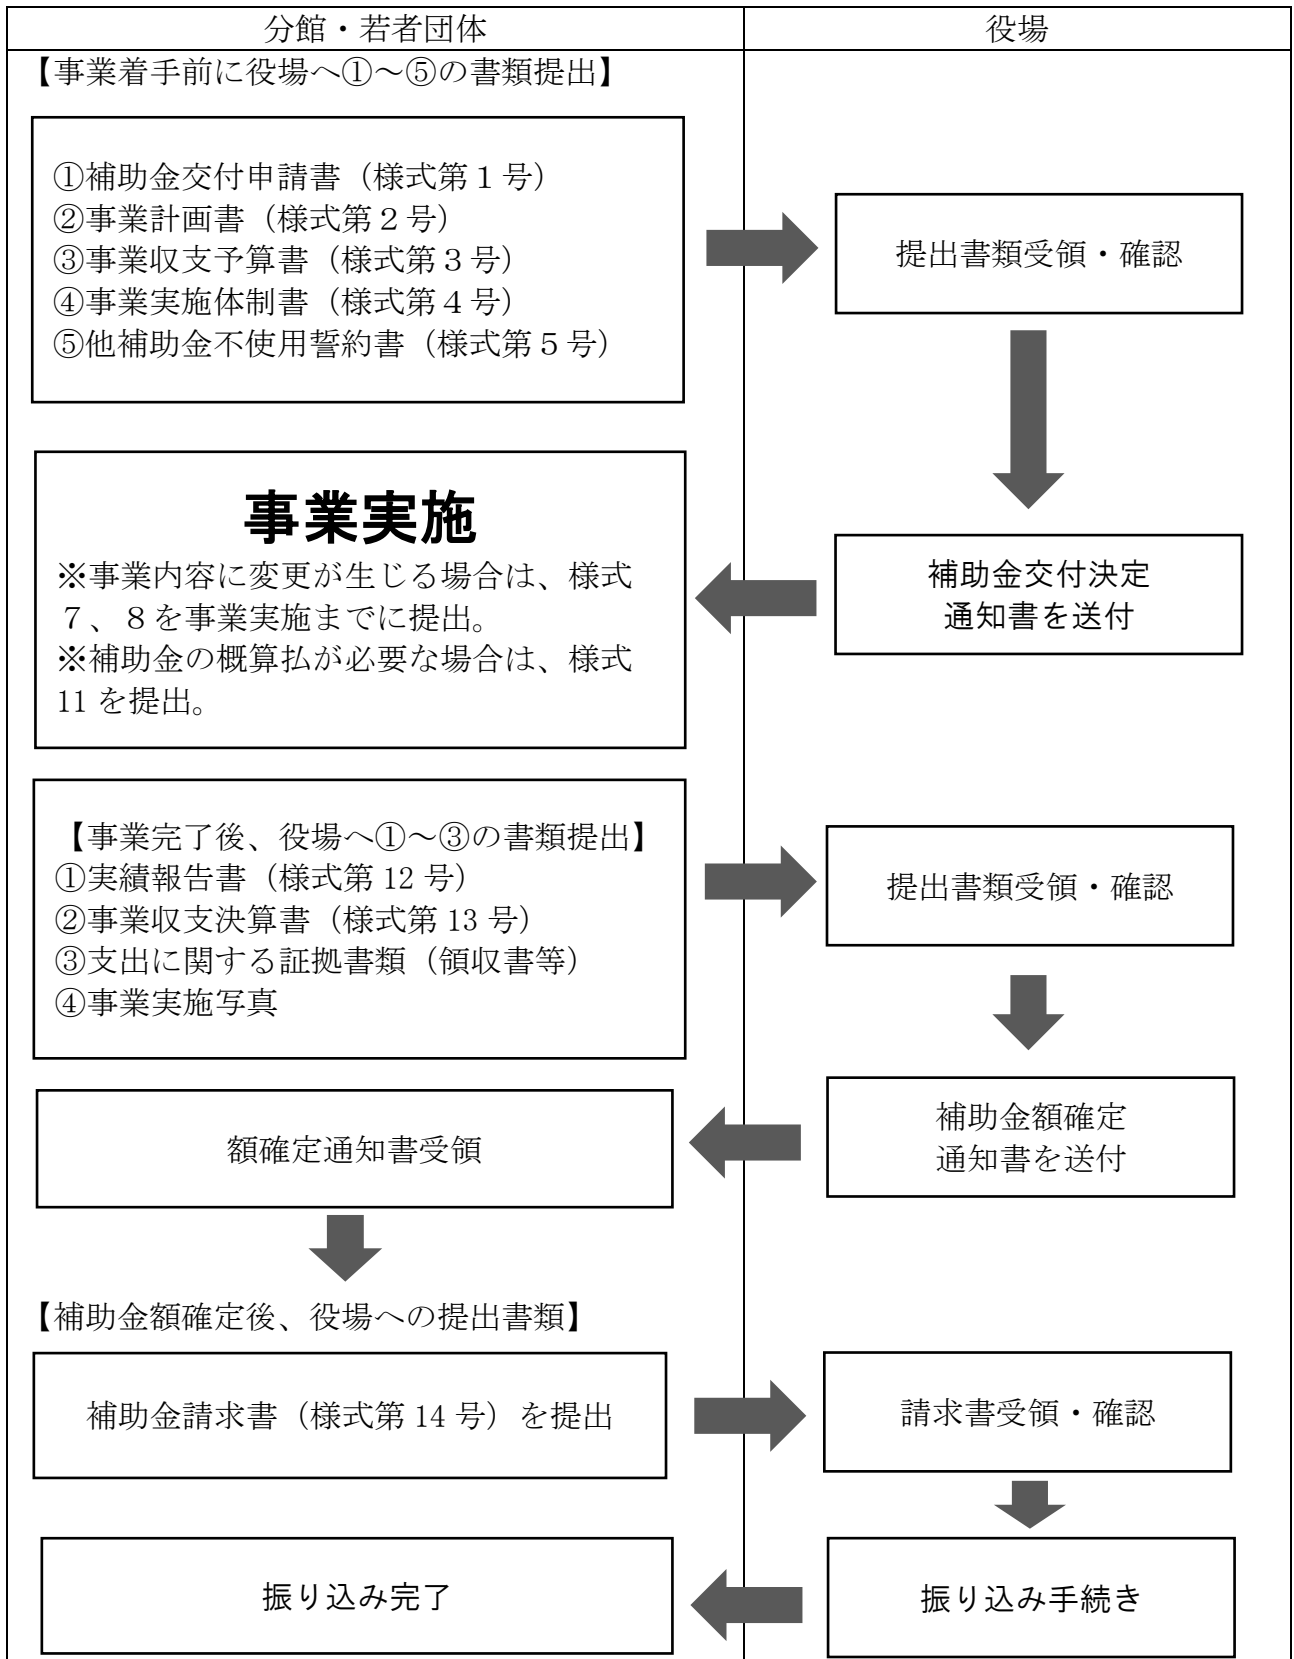 分館・若者団体
役場
【事業着手前に役場へ①～⑤の書類提出】
①補助金交付申請書（様式第１号）
②事業計画書（様式第２号）
③事業収支予算書（様式第３号）
④事業実施体制書（様式第４号）
⑤他補助金不使用誓約書（様式第５号）
提出書類受領・確認
補助金交付決定
通知書を送付
事業実施
※事業内容に変更が生じる場合は、様式
７、８を事業実施までに提出。
※補助金の概算払が必要な場合は、様式
11 を提出。
【事業完了後、役場へ①～③の書類提出】
①実績報告書（様式第 12 号）
②事業収支決算書（様式第 13 号）
③支出に関する証拠書類（領収書等）
④事業実施写真
提出書類受領・確認
補助金額確定
通知書を送付
額確定通知書受領
【補助金額確定後、役場への提出書類】
補助金請求書（様式第 14 号）を提出
請求書受領・確認
振り込み手続き
振り込み完了